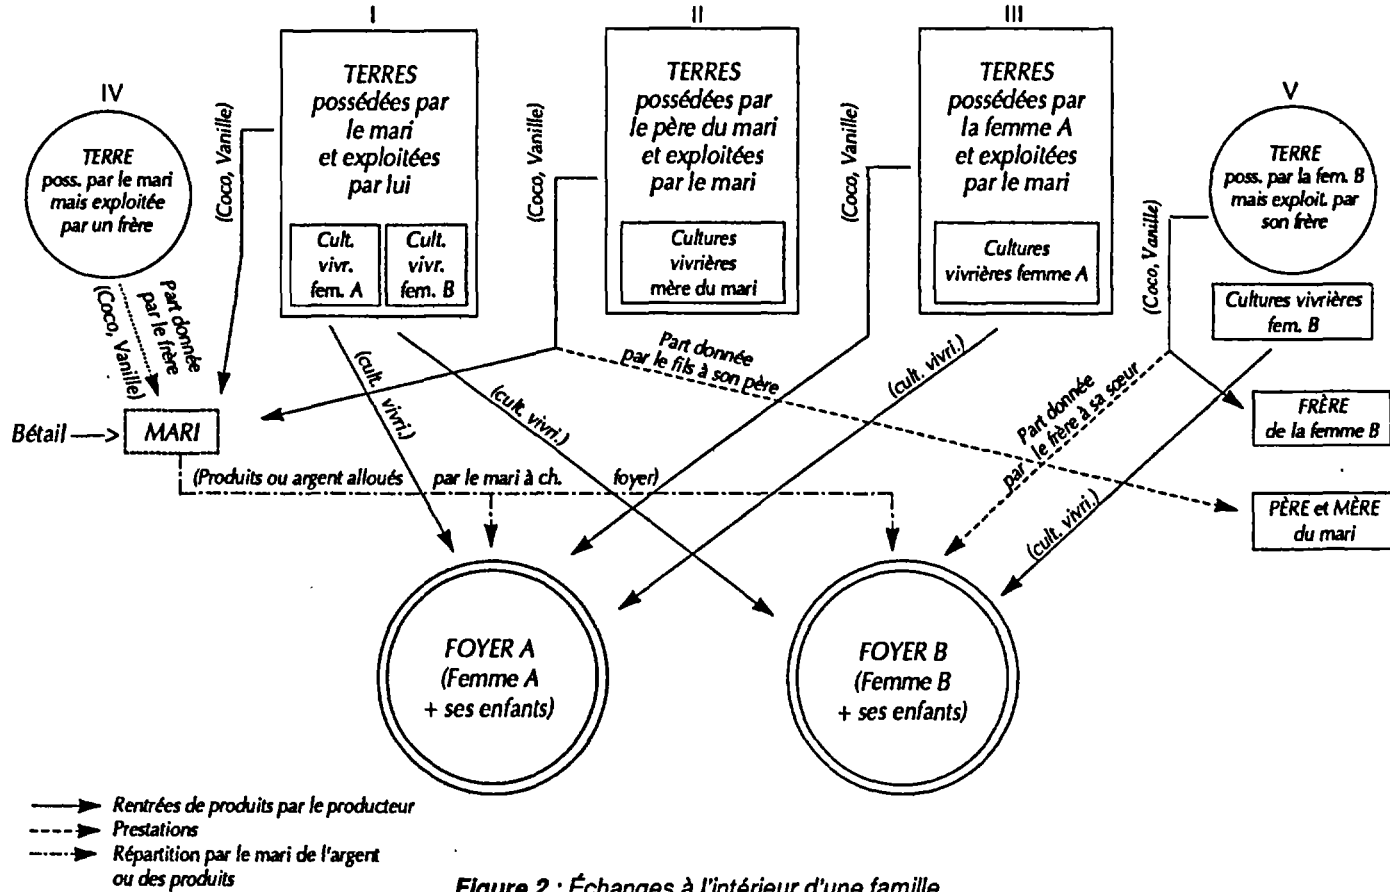 I
II
III
IV
V
TERRE
poss. par le mari
mais exploitée
par un frère
(Coco, Vanille)
TERRES
possédées par
le mari
et exploitées
par lui
Cult.
vivr.
fem. A
Cult.
vivr.
fem. B
(Coco, Vanille)
TERRES
possédées par
le père du mari
et exploitées
par le mari
Cultures
vivrières
mère du mari
(Coco, Vanille)
TERRES
possédées par
la femme A
et exploitées
par le mari
Cultures
vivrières femme A
(Coco, Vanille)
TERRE
poss. par la fem. B
mais exploit. par
son frère
Cultures vivrières
fem. B
Part donnée
par le frère
(Coco, Vanille)
Bétail
MARI
(cult. vivri.)
(cult. vivri.)
Part donnée
par le fils à son père
(cult. vivri.)
Part donnée
par le frère à sa sœur
(cult. vivri.)
FRÈRE
de la femme B
PÈRE et MÈRE
du mari
(Produits ou argent alloués par le mari à ch. foyer)
FOYER A
(Femme A
+ ses enfants)
FOYER B
(Femme B
+ ses enfants)
Rentrées de produits par le producteur
Prestations
Répartition par le mari de l'argent
ou des produits
Figure 2 : Échanges à l'intérieur d'une famille